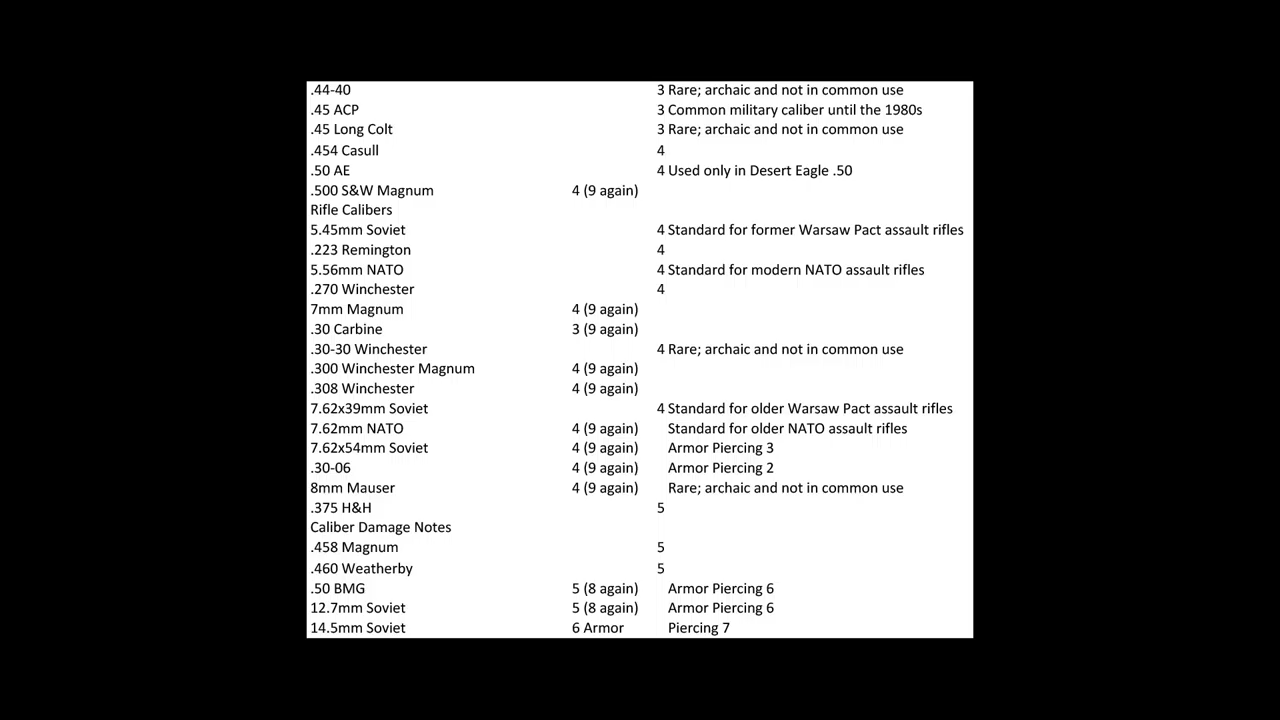 .44-40 3 Rare; archaic and not in common use
.45 ACP 3 Common military caliber until the 1980s
.45 Long Colt 3 Rare; archaic and not in common use
.454 Casull 4
.50 AE 4 Used only in Desert Eagle .50
.500 S&W Magnum 4 (9 again)
Rifle Calibers
5.45mm Soviet 4 Standard for former Warsaw Pact assault rifles
.223 Remington 4
5.56mm NATO 4 Standard for modern NATO assault rifles
.270 Winchester 4
7mm Magnum 4 (9 again)
.30 Carbine 3 (9 again)
.30-30 Winchester 4 Rare; archaic and not in common use
.300 Winchester Magnum 4 (9 again)
.308 Winchester 4 (9 again)
7.62x39mm Soviet 4 Standard for older Warsaw Pact assault rifles
7.62mm NATO 4 (9 again) Standard for older NATO assault rifles
7.62x54mm Soviet 4 (9 again) Armor Piercing 3
.30-06 4 (9 again) Armor Piercing 2
8mm Mauser 4 (9 again) Rare; archaic and not in common use
.375 H&H 5
Caliber Damage Notes
.458 Magnum 5
.460 Weatherby 5
.50 BMG 5 (8 again) Armor Piercing 6
12.7mm Soviet 5 (8 again) Armor Piercing 6
14.5mm Soviet 6 Armor Piercing 7